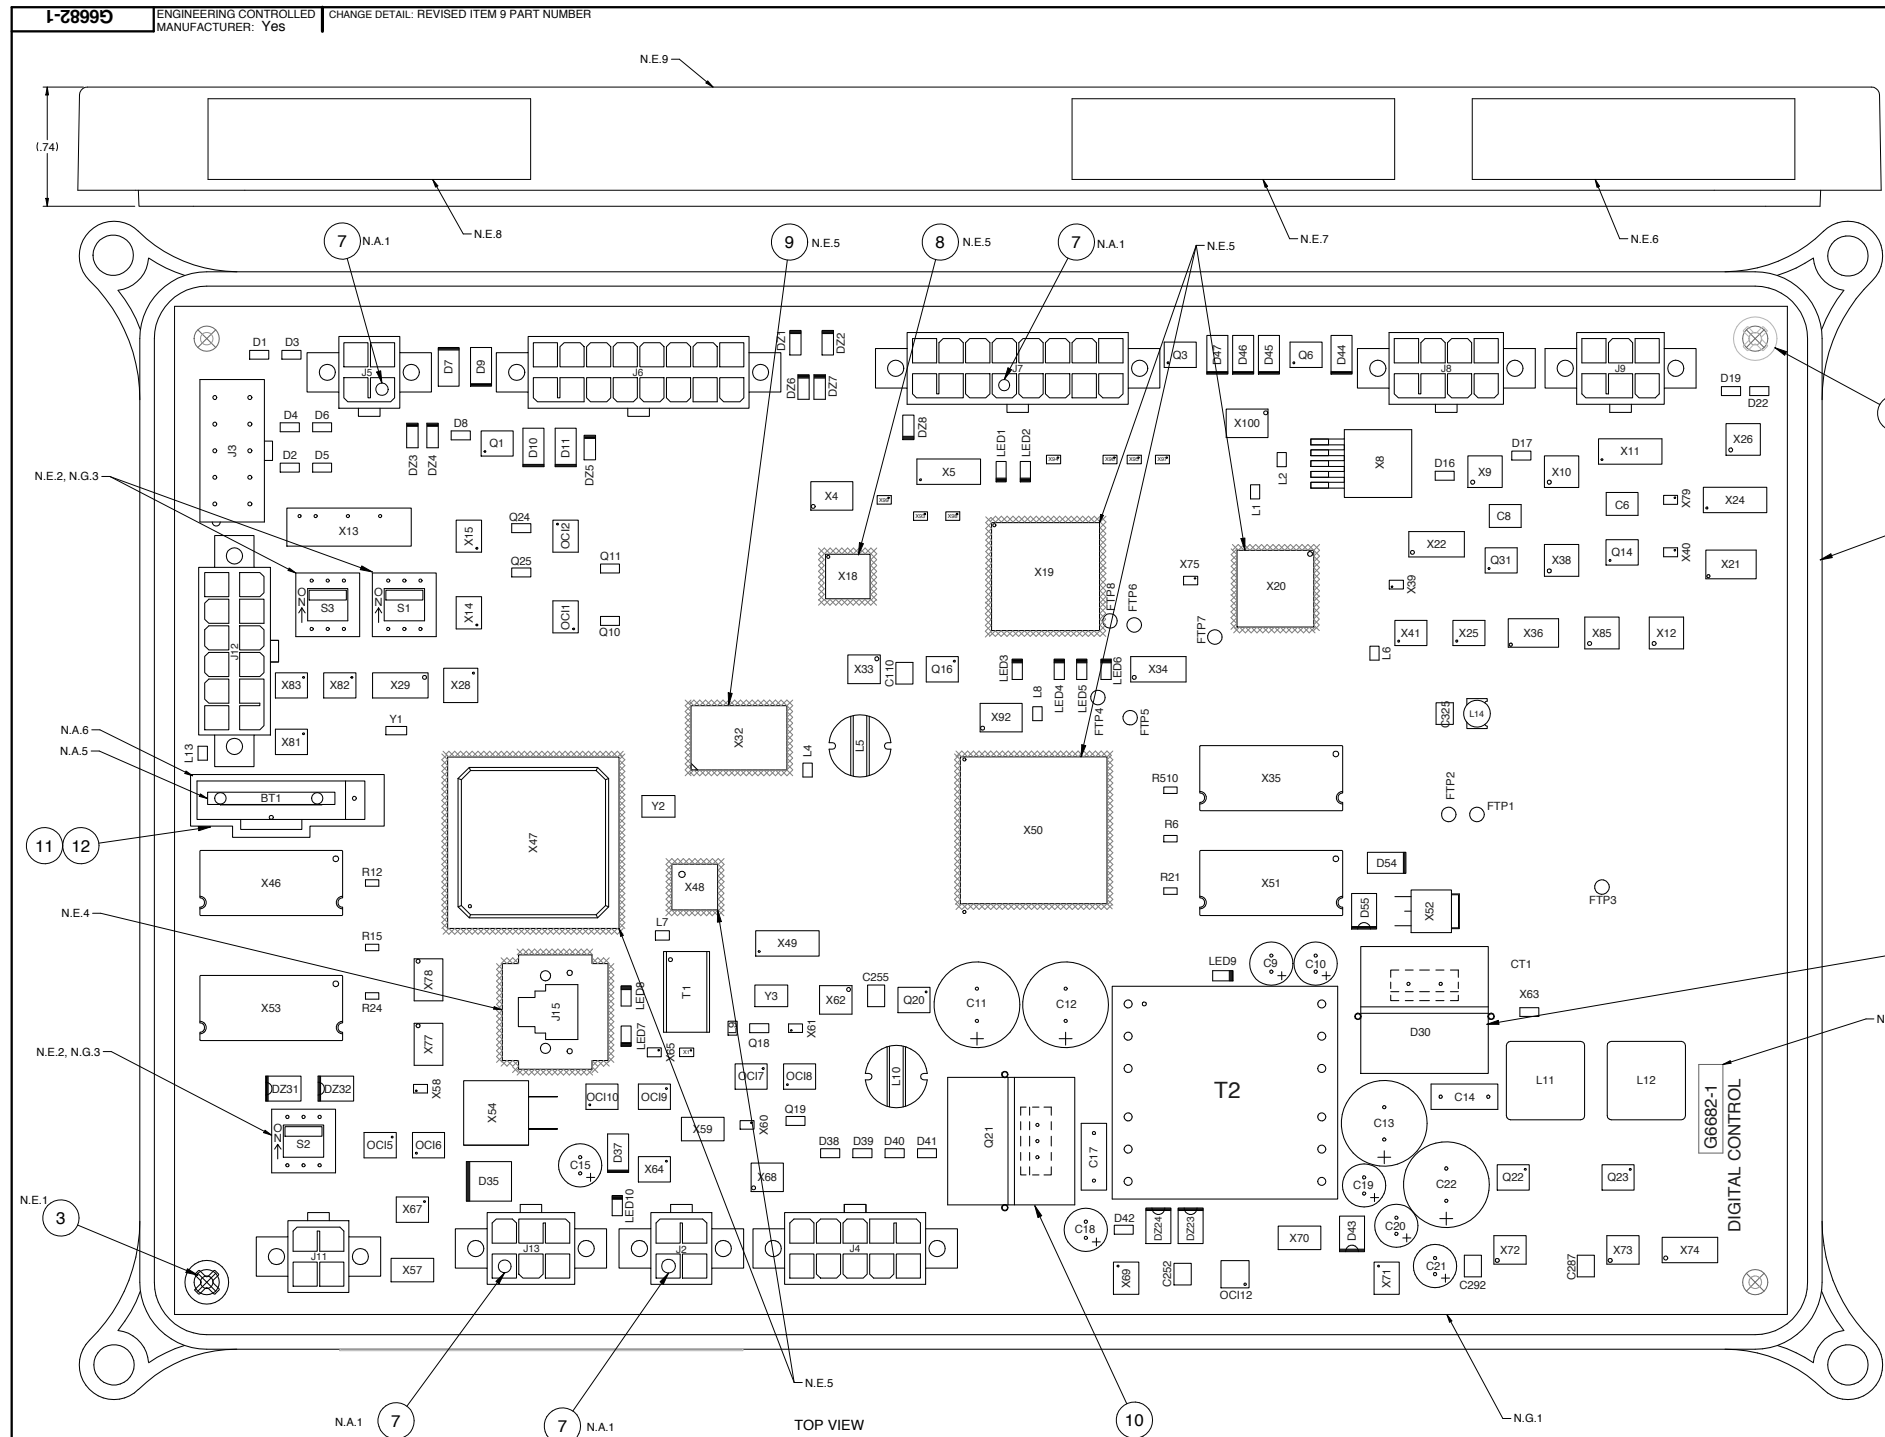 G6682-1
ENGINEERING CONTROLLED
MANUFACTURER: Yes
CHANGE DETAIL: REVISED ITEM 9 PART NUMBER
N.E.9
(.74)
N.E.8
N.E.7
N.E.6
7 N.A.1
9 N.E.5
8 N.E.5
7 N.A.1
N.E.5
D1 D3 J5 D7 D9 J6 DZ1 DZ2 DZ6 DZ7 J7 Q3 D47 D46 D45 Q6 D44 J8 J9 D19 D22
J3 D4 D6 D2 D5 DZ3 DZ4 D8 Q1 D10 D11 DZ5 DZ8 LED1 LED2 X100 X8 D17 X11 X26
N.E.2, N.G.3
X5 X4 L2 L1 D16 X9 X10 X79 X24
X13 X15 Q24 Q25 OCI2 Q11 C8 C6
X18 X19 X75 X20 X22 Q31 X38 Q14 X40 X21
ON S3 ON S1 X14 OCI1 Q10 FTP8 FTP6 FTP7 X39
J12 X41 X25 X36 X85 X12 L6
X83 X82 X29 X28 X33 C110 Q16 LED3 LED4 LED5 LED6 X34
X81 Y1 X32 X92 L8 FTP4 FTP5 C325 L14
N.A.6
N.A.5
L13 L4 L5
BT1 Y2 R510 X35 FTP2 FTP1
11 12
X47 X50 R6
X46 R12 X48 R21 X51 D54 D55 X52 FTP3
N.E.4
R15 L7 X49
X53 X78 R24 J15 LED8 T1 Y3 X62 C255 Q20 C11 C12 LED9 C9 C10 CT1 X63 D30
N.E.2, N.G.3
X77 LED7 X65 Q18 X61
DZ31 DZ32 X58 X54 OCI10 OCI9 OCI7 OCI8 L10 T2 L11 L12
ON S2 OCI5 OCI6 X59 X60 Q19 Q21 C17 C14 C13
D35 C15 D37 X64 D38 D39 D40 D41 X68 C19 C22 Q22 Q23
G6682-1
DIGITAL CONTROL
N.E.1
3
X67 LED10 C18 D42 DZ24 DZ23 X70 D43 C20
J11 X57 J13 J2 J4 X69 C252 OCI12 X71 C21 C292 X72 C287 X73 X74
N.E.5
N.A.1 7
7 N.A.1
TOP VIEW
10
N.G.1